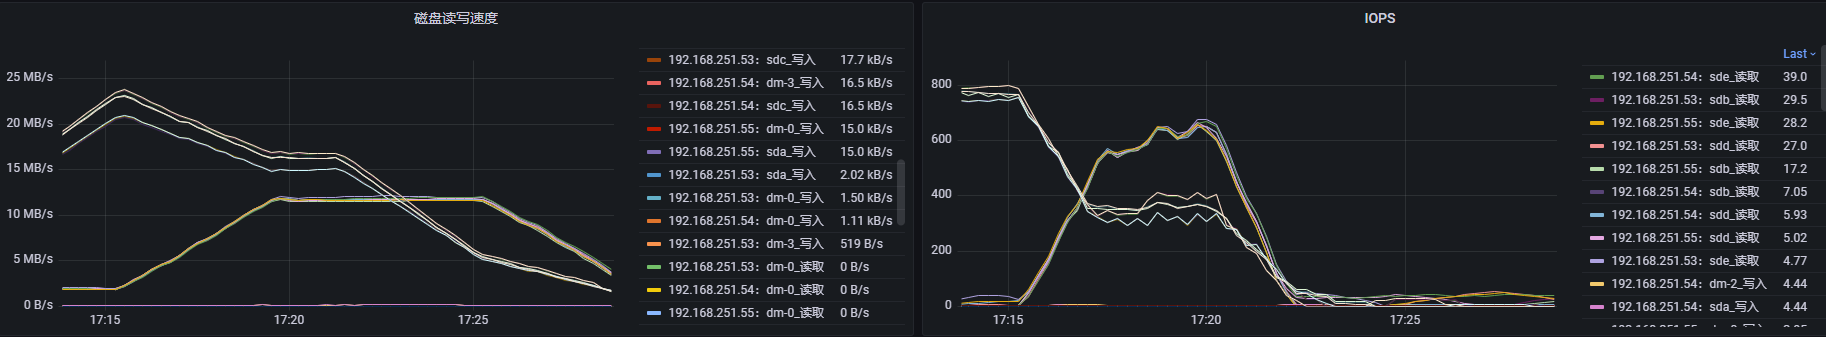 磁盘读写速度
25 MB/s
20 MB/s
15 MB/s
10 MB/s
5 MB/s
0 B/s
17:15
17:20
17:25
192.168.251.53：sdc_写入 17.7 kB/s
192.168.251.54：dm-3_写入 16.5 kB/s
192.168.251.54：sdc_写入 16.5 kB/s
192.168.251.55：dm-0_写入 15.0 kB/s
192.168.251.55：sda_写入 15.0 kB/s
192.168.251.53：sda_写入 2.02 kB/s
192.168.251.53：dm-0_写入 1.50 kB/s
192.168.251.54：dm-0_写入 1.11 kB/s
192.168.251.53：dm-3_写入 519 B/s
192.168.251.53：dm-0_读取 0 B/s
192.168.251.54：dm-0_读取 0 B/s
192.168.251.55：dm-0_读取 0 B/s
IOPS
800
600
400
200
0
17:15
17:20
17:25
Last
192.168.251.54：sde_读取 39.0
192.168.251.53：sdb_读取 29.5
192.168.251.55：sde_读取 28.2
192.168.251.53：sdd_读取 27.0
192.168.251.55：sdb_读取 17.2
192.168.251.54：sdb_读取 7.05
192.168.251.54：sdd_读取 5.93
192.168.251.55：sdd_读取 5.02
192.168.251.53：sde_读取 4.77
192.168.251.54：dm-2_写入 4.44
192.168.251.54：sda_写入 4.44